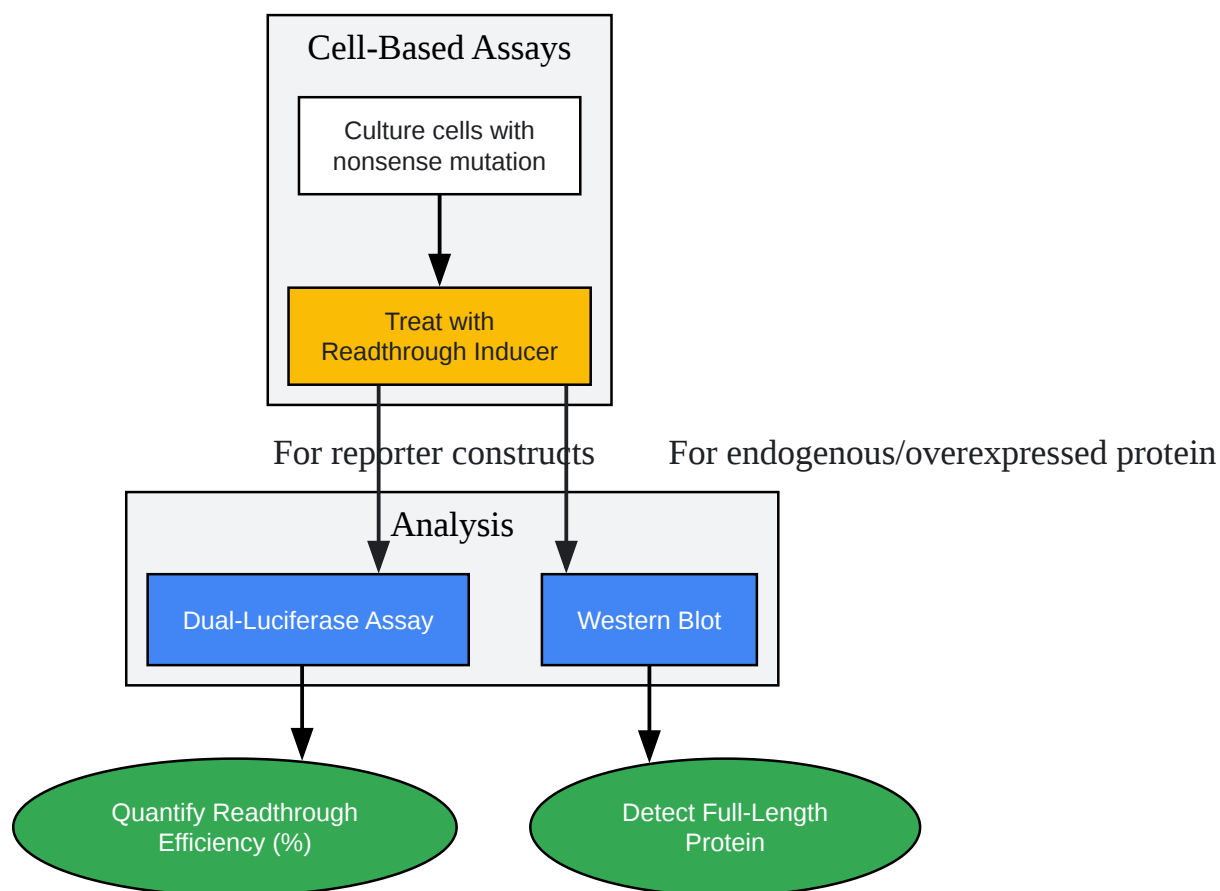 Cell-Based Assays
Culture cells with
nonsense mutation
Treat with
Readthrough Inducer
For reporter constructs
For endogenous/overexpressed protein
Analysis
Dual-Luciferase Assay
Western Blot
Quantify Readthrough
Efficiency (%)
Detect Full-Length
Protein